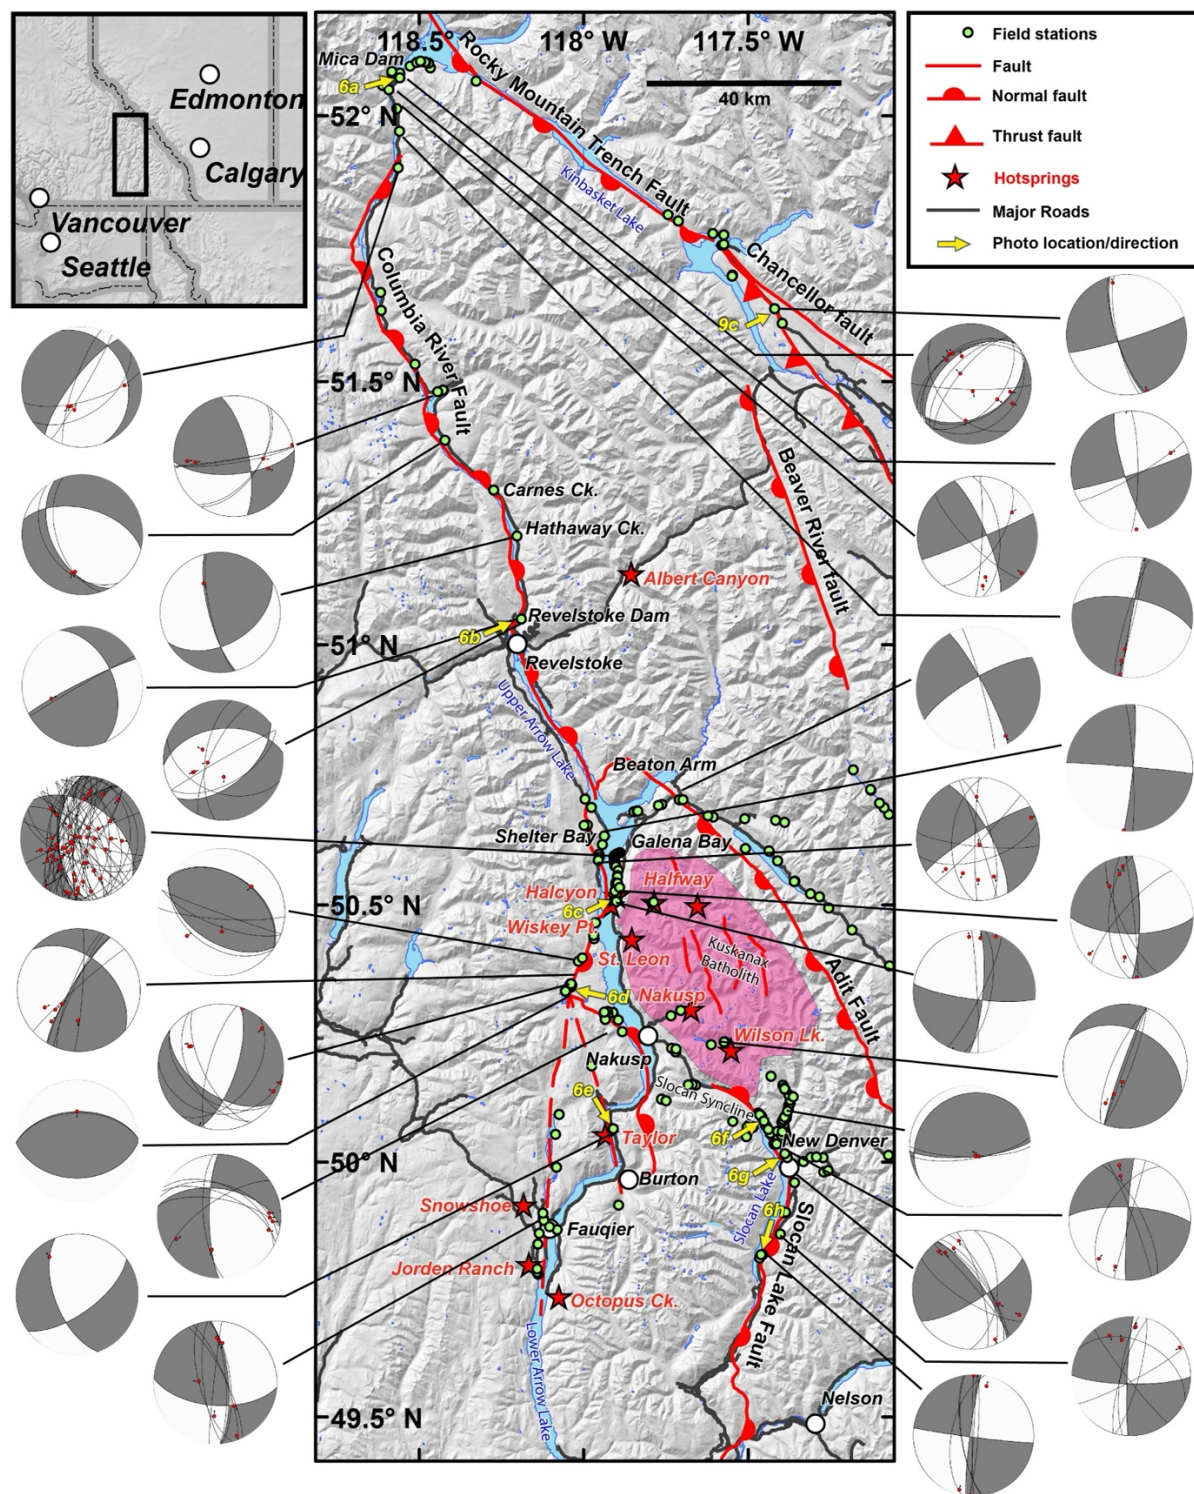 Edmonton
Calgary
Vancouver
Seattle
118.5°
118° W
117.5° W
40 km
Field stations
Fault
Normal fault
Thrust fault
Hotsprings
Major Roads
Photo location/direction
Mica Dam
6a
52° N
Rocky Mountain Trench Fault
Kinbasket Lake
Chancellor fault
9c
Columbia River Fault
51.5° N
Beaver River fault
Carnes Ck.
Hathaway Ck.
Albert Canyon
Revelstoke Dam
6b
51° N
Revelstoke
Upper Arrow Lake
Beaton Arm
Shelter Bay
Galena Bay
Halcyon
Halfway
6c
50.5° N
Wiskey Pt.
St. Leon
Kuskanax
Batholith
Adit Fault
6d
Nakusp
Wilson Lk.
Nakusp
Slocan Syncline
6e
6f
Taylor
New Denver
50° N
6g
Burton
Snowshoe
Slocan Lake
6h
Fauqier
Slocan Lake Fault
Jorden Ranch
Octopus Ck.
Lower Arrow Lake
Nelson
49.5° N